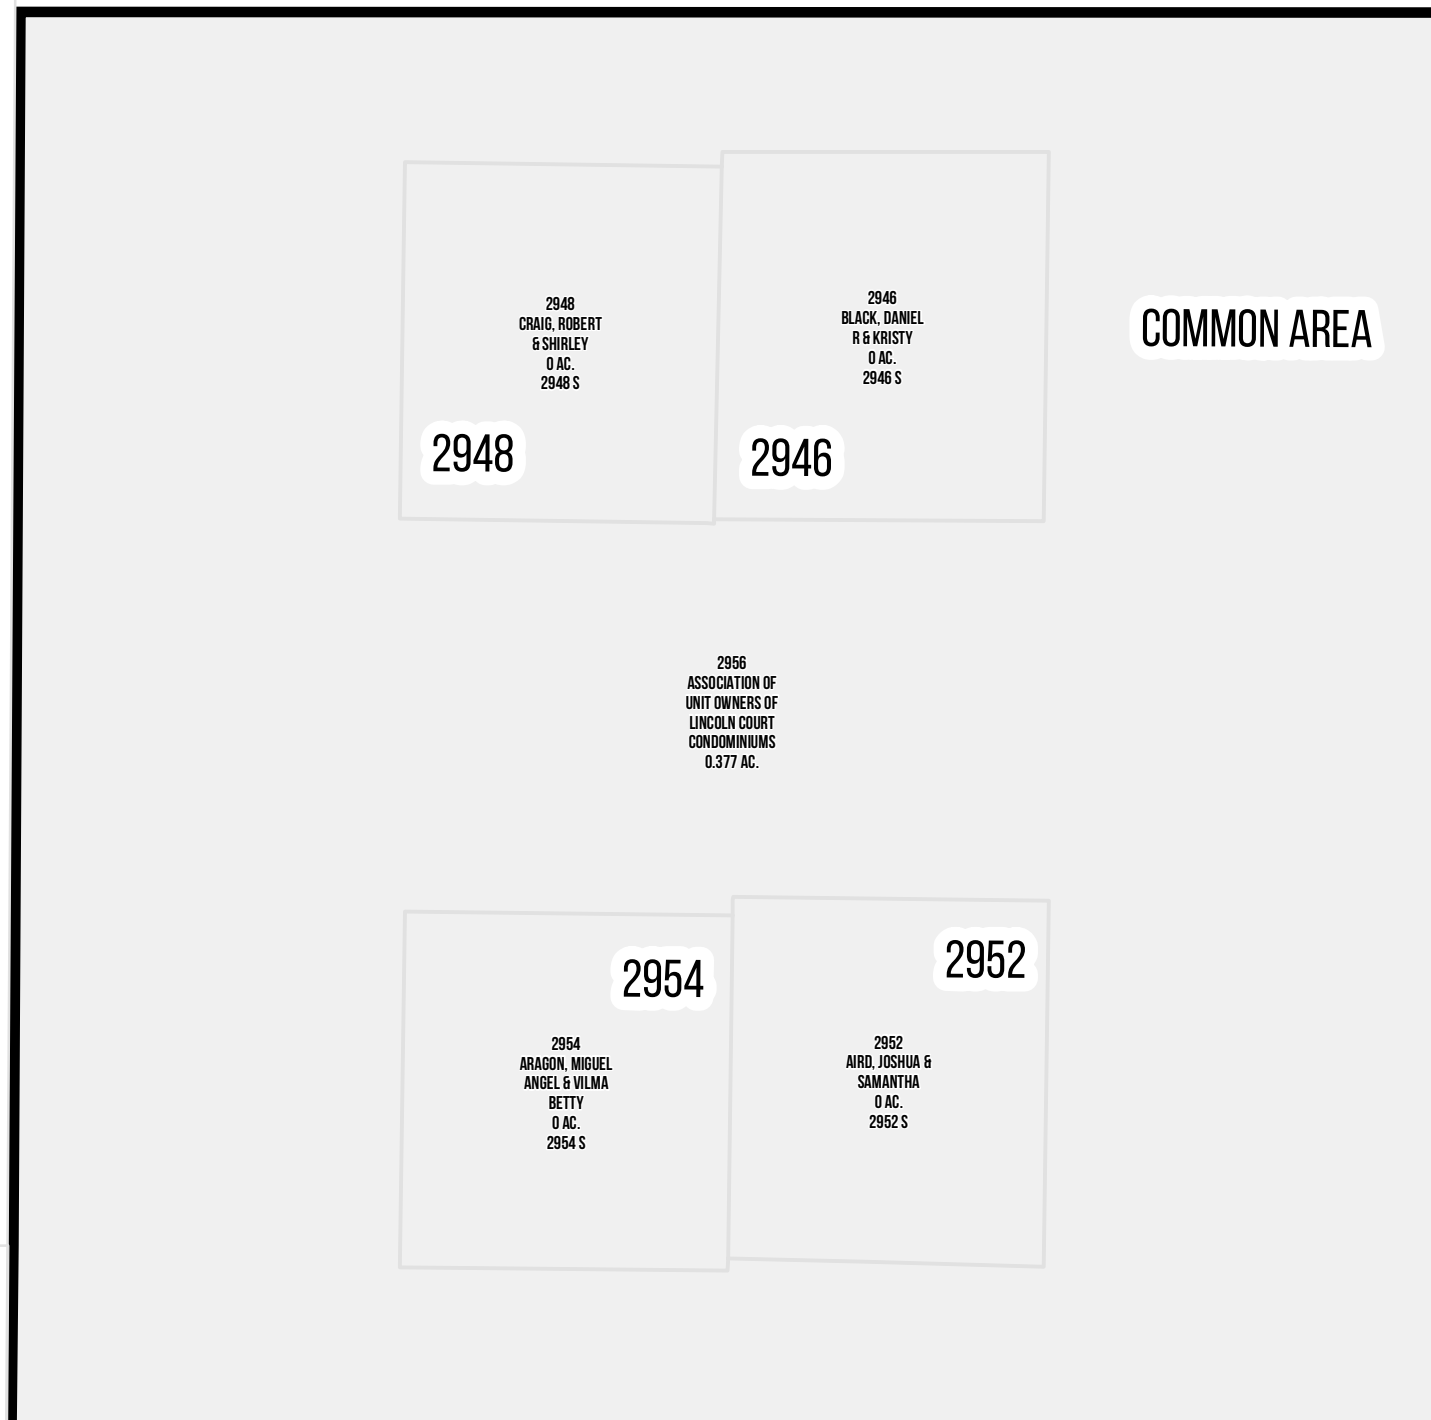 2948
CRAIG, ROBERT
& SHIRLEY
0 AC.
2948 S
2948
2946
BLACK, DANIEL
R & KRISTY
0 AC.
2946 S
2946
COMMON AREA
2956
ASSOCIATION OF
UNIT OWNERS OF
LINCOLN COURT
CONDOMINIUMS
0.377 AC.
2954
2954
ARAGON, MIGUEL
ANGEL & VILMA
BETTY
0 AC.
2954 S
2952
2952
AIRD, JOSHUA &
SAMANTHA
0 AC.
2952 S